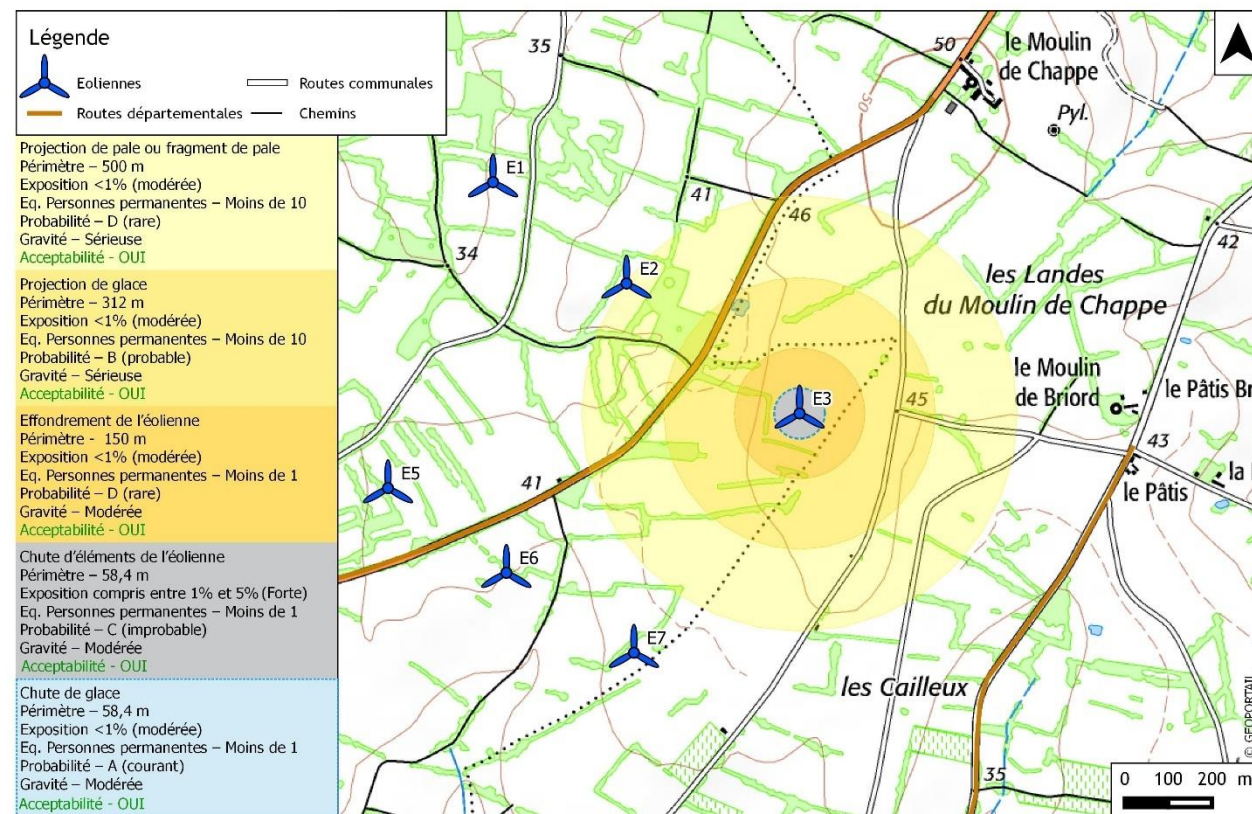 Légende
Eoliennes
Routes communales
Routes départementales
Chemins
Projection de pale ou fragment de pale
Périmètre – 500 m
Exposition <1% (modérée)
Eq. Personnes permanentes – Moins de 10
Probabilité – D (rare)
Gravité – Sérieuse
Acceptabilité - OUI
Projection de glace
Périmètre – 312 m
Exposition <1% (modérée)
Eq. Personnes permanentes – Moins de 10
Probabilité – B (probable)
Gravité – Sérieuse
Acceptabilité - OUI
Effondrement de l'éolienne
Périmètre - 150 m
Exposition <1% (modérée)
Eq. Personnes permanentes – Moins de 1
Probabilité – D (rare)
Gravité – Modérée
Acceptabilité - OUI
Chute d'éléments de l'éolienne
Périmètre – 58,4 m
Exposition compris entre 1% et 5% (Forte)
Eq. Personnes permanentes – Moins de 1
Probabilité – C (improbable)
Gravité – Modérée
Acceptabilité - OUI
Chute de glace
Périmètre – 58,4 m
Exposition <1% (modérée)
Eq. Personnes permanentes – Moins de 1
Probabilité – A (courant)
Gravité – Modérée
Acceptabilité - OUI
35
50
le Moulin
de Chappe
50
Pyl.
E1
41
46
34
42
E2
les Landes
du Moulin de Chappe
le Moulin
de Briord
le Pâtis Br
E3
45
43
la
le Pâtis
E5
41
E6
E7
les Cailleux
35
© GEOPORTAIL
0 100 200 m